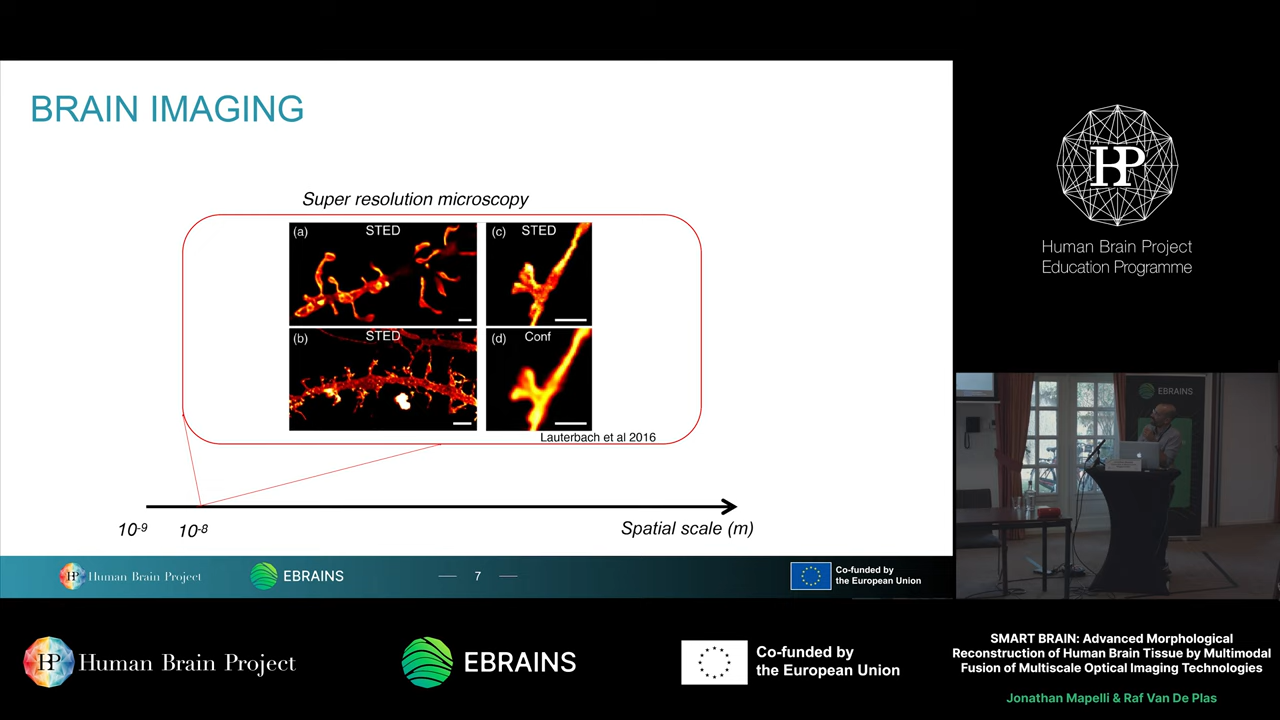 BRAIN IMAGING
Super resolution microscopy
(a) STED
(c) STED
(b) STED
(d) Conf
Lauterbach et al 2016
10-9
10-8
Spatial scale (m)
Human Brain Project
EBRAINS
7
Co-funded by
the European Union
HP
Human Brain Project
Education Programme
EBRAINS
HP
Human Brain Project
EBRAINS
Co-funded by
the European Union
SMART BRAIN: Advanced Morphological
Reconstruction of Human Brain Tissue by Multimodal
Fusion of Multiscale Optical Imaging Technologies
Jonathan Mapelli & Raf Van De Plas